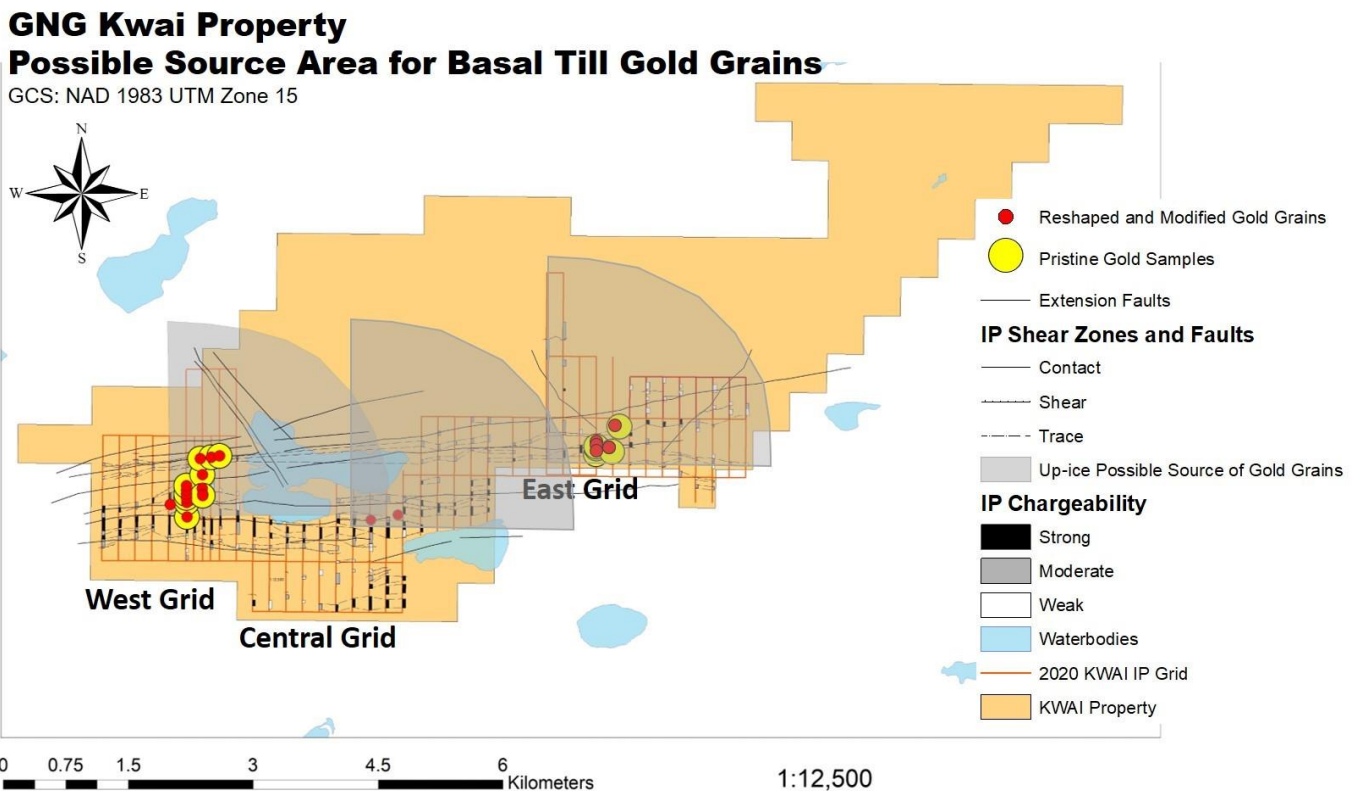 GNG Kwai Property
Possible Source Area for Basal Till Gold Grains
GCS: NAD 1983 UTM Zone 15
N
W
E
S
Reshaped and Modified Gold Grains
Pristine Gold Samples
Extension Faults
IP Shear Zones and Faults
Contact
Shear
Trace
Up-ice Possible Source of Gold Grains
IP Chargeability
Strong
Moderate
Weak
Waterbodies
2020 KWAI IP Grid
KWAI Property
East Grid
West Grid
Central Grid
0 0.75 1.5 3 4.5 6
Kilometers
1:12,500